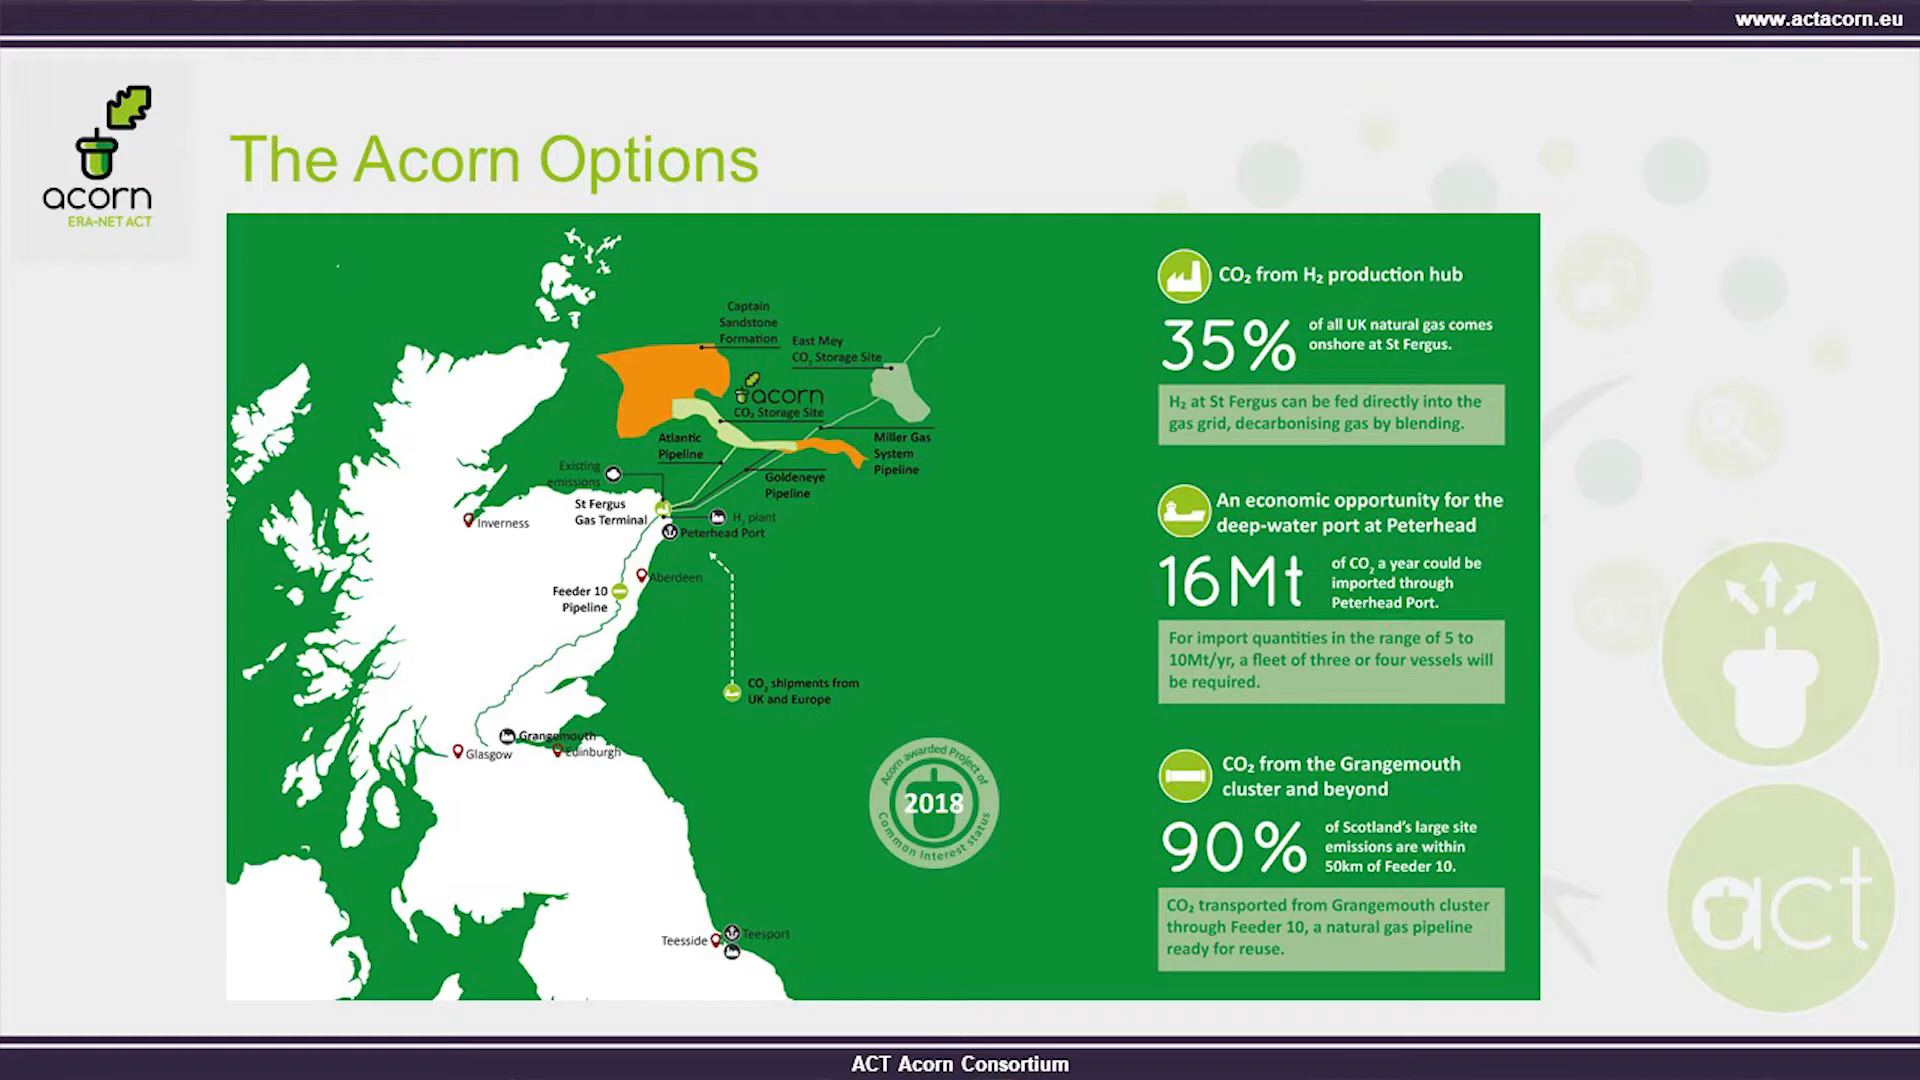 www.actacorn.eu
acorn
ERA-NET ACT
The Acorn Options
Captain
Sandstone
Formation
East Mey
CO₂ Storage Site
acorn
CO₂ Storage Site
Atlantic
Pipeline
Miller Gas
System
Pipeline
Goldeneye
Pipeline
Existing
emissions
St Fergus
Gas Terminal
H₂ plant
Peterhead Port
Inverness
Aberdeen
Feeder 10
Pipeline
CO₂ shipments from
UK and Europe
Grangemouth
Glasgow
Edinburgh
Acorn awarded Project of
2018
Common Interest status
Teesside
Teesport
CO₂ from H₂ production hub
35%
of all UK natural gas comes
onshore at St Fergus.
H₂ at St Fergus can be fed directly into the
gas grid, decarbonising gas by blending.
An economic opportunity for the
deep-water port at Peterhead
16Mt
of CO₂ a year could be
imported through
Peterhead Port.
For import quantities in the range of 5 to
10Mt/yr, a fleet of three or four vessels will
be required.
CO₂ from the Grangemouth
cluster and beyond
90%
of Scotland's large site
emissions are within
50km of Feeder 10.
CO₂ transported from Grangemouth cluster
through Feeder 10, a natural gas pipeline
ready for reuse.
act
ACT Acorn Consortium